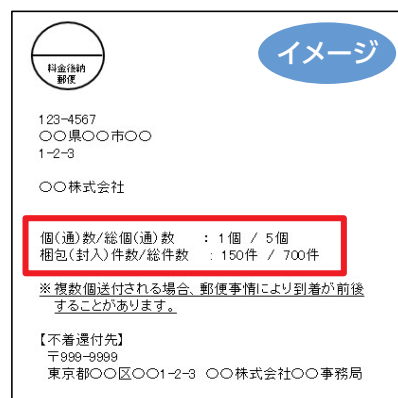 イメージ
料金後納
郵便
123-4567
〇〇県〇〇市〇〇
1-2-3
〇〇株式会社
個(通)数/総個(通)数 : 1個 / 5個
梱包(封入)件数/総件数 : 150件 / 700件
※複数個送付される場合、郵便事情により到着が前後
することがあります。
【不着還付先】
〒999-9999
東京都〇〇区〇〇1-2-3 〇〇株式会社〇〇事務局